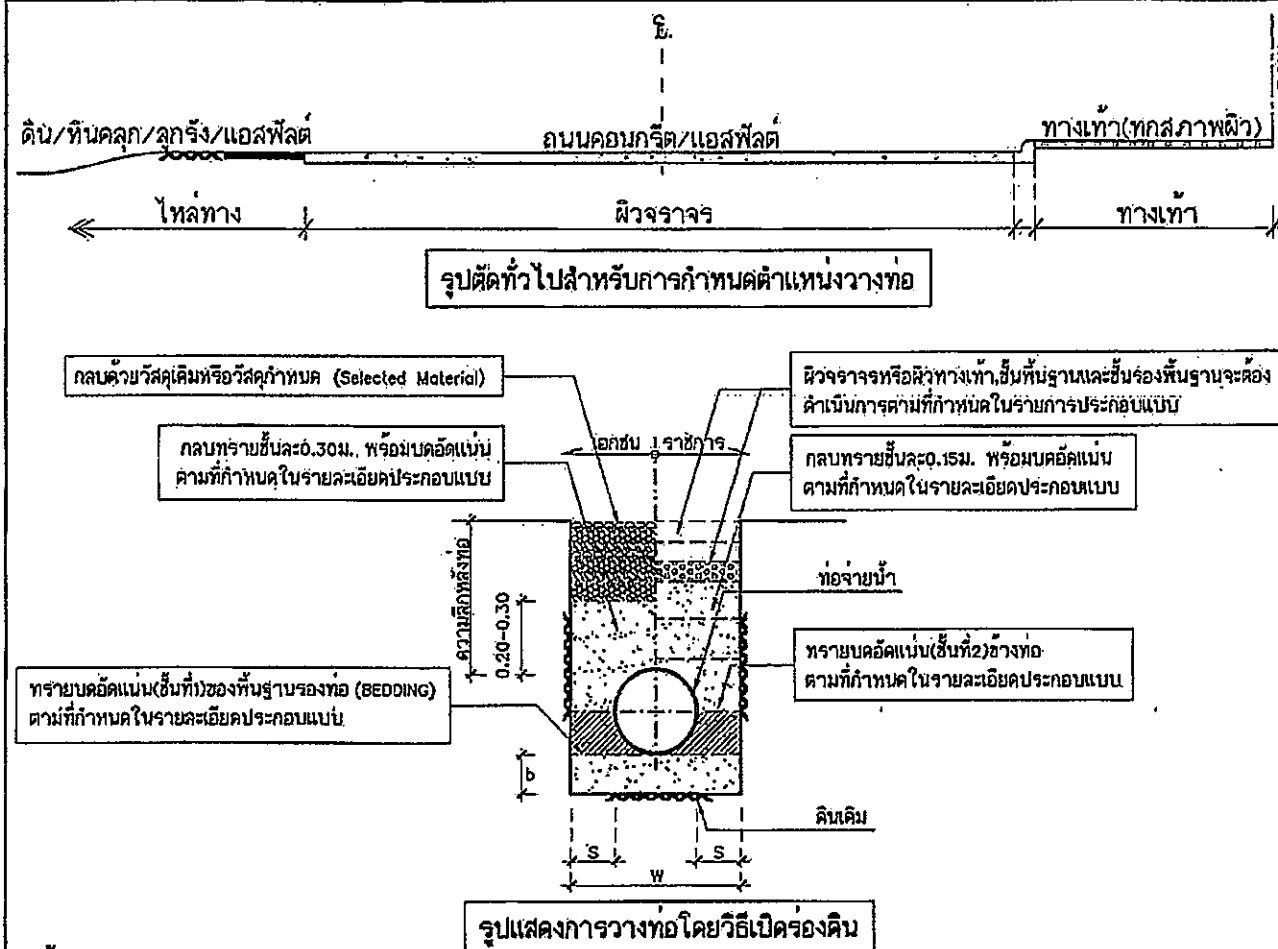 ดิน/หินคลุก/ลูกรัง/แอสฟัลต์
ถนนคอนกรีต/แอสฟัลต์
ทางเท้า(ทุกสภาพผิว)
ไหล่ทาง
ผิวจราจร
ทางเท้า
รูปตัดทั่วไปสำหรับการกำหนดตำแหน่งวางท่อ
กลบด้วยวัสดุเดิมหรือวัสดุกำหนด (Selected Material)
ผิวจราจรหรือผิวทางเท้า,ชั้นพื้นฐานและชั้นรองพื้นฐานจะต้อง
ดำเนินการตามที่กำหนดในรายการประกอบแบบ
กลบทรายชั้นละ0.30ม. พร้อมบดอัดแน่น
ตามที่กำหนดในรายละเอียดประกอบแบบ
เอกชน ราชการ
กลบทรายชั้นละ0.15ม. พร้อมบดอัดแน่น
ตามที่กำหนดในรายละเอียดประกอบแบบ
ความลึกหลังท่อ
0.20-0.30
ท่อจ่ายน้ำ
ทรายบดอัดแน่น(ชั้นที่2)ข้างท่อ
ตามที่กำหนดในรายละเอียดประกอบแบบ
ทรายบดอัดแน่น(ชั้นที่1)ของพื้นฐานรองท่อ (BEDDING)
ตามที่กำหนดในรายละเอียดประกอบแบบ
b
ดินเดิม
S
S
W
รูปแสดงการวางท่อโดยวิธีเปิดร่องดิน